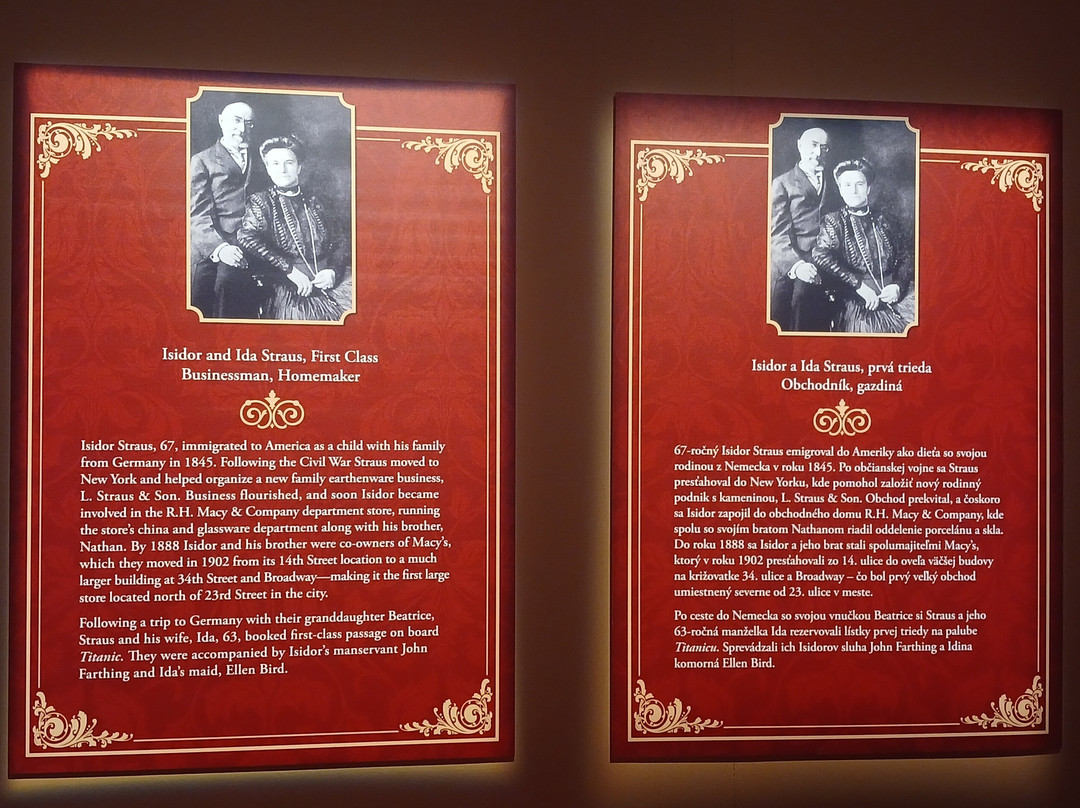 Isidor and Ida Straus, First Class
Businessman, Homemaker
Isidor Straus, 67, immigrated to America as a child with his family
from Germany in 1845. Following the Civil War Straus moved to
New York and helped organize a new family earthenware business,
L. Straus & Son. Business flourished, and soon Isidor became
involved in the R.H. Macy & Company department store, running
the store's china and glassware department along with his brother,
Nathan. By 1888 Isidor and his brother were co-owners of Macy's,
which they moved in 1902 from its 14th Street location to a much
larger building at 34th Street and Broadway—making it the first large
store located north of 23rd Street in the city.
Following a trip to Germany with their granddaughter Beatrice,
Straus and his wife, Ida, 63, booked first-class passage on board
Titanic. They were accompanied by Isidor's manservant John
Farthing and Ida's maid, Ellen Bird.
Isidor a Ida Straus, prvá trieda
Obchodník, gazdiná
67-ročný Isidor Straus emigroval do Ameriky ako dieťa so svojou
rodinou z Nemecka v roku 1845. Po občianskej vojne sa Straus
presťahoval do New Yorku, kde pomohol založiť nový rodinný
podnik s kameninou, L. Straus & Son. Obchod prekvital, a čoskoro
sa Isidor zapojil do obchodného domu R.H. Macy & Company, kde
spolu so svojím bratom Nathanom riadil oddelenie porcelánu a skla.
Do roku 1888 sa Isidor a jeho brat stali spolumajiteľmi Macy's,
ktorý v roku 1902 presťahovali zo 14. ulice do oveľa väčšej budovy
na križovatke 34. ulice a Broadway – čo bol prvý veľký obchod
umiestnený severne od 23. ulice v meste.
Po ceste do Nemecka so svojou vnučkou Beatrice si Straus a jeho
63-ročná manželka Ida rezervovali lístky prvej triedy na palube
Titanicu. Sprevádzali ich Isidorov sluha John Farthing a Idina
komorná Ellen Bird.